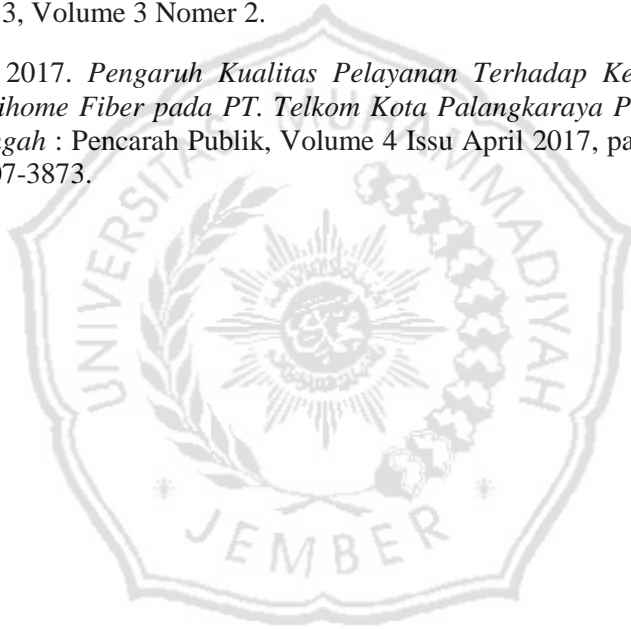 3, Volume 3 Nomer 2.
2017. Pengaruh Kualitas Pelayanan Terhadap Ke
ihome Fiber pada PT. Telkom Kota Palangkaraya P
ngah : Pencarah Publik, Volume 4 Issu April 2017, pa
07-3873.
UNIVERSITAS MUHAMMADIYAH
JEMBER